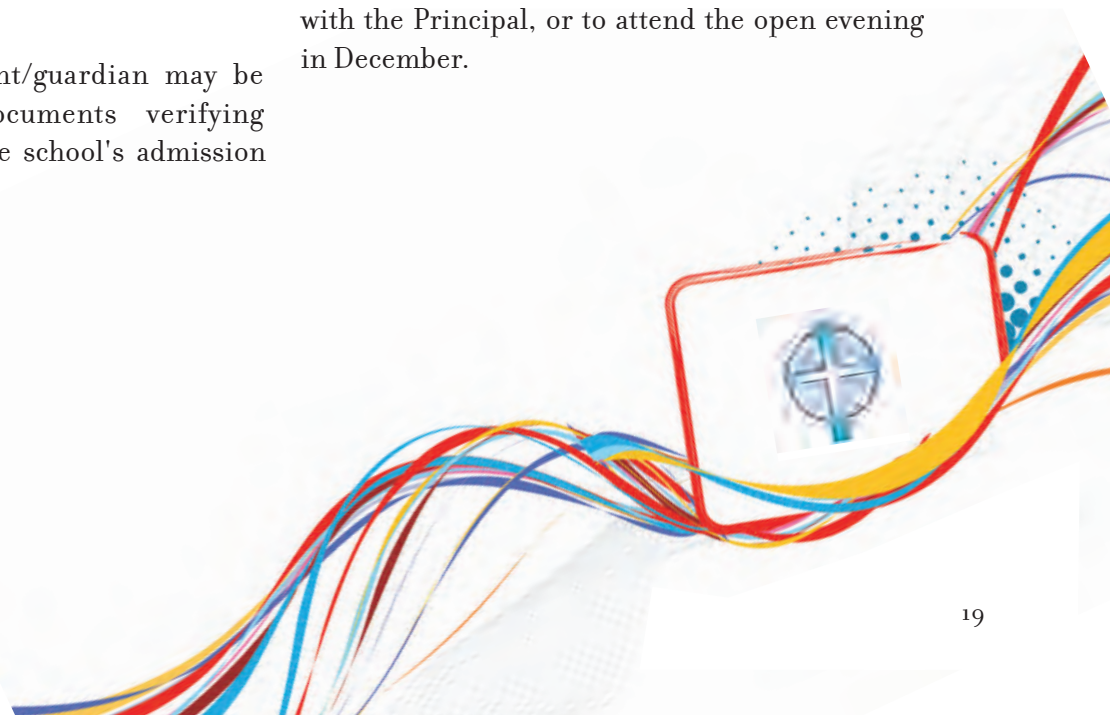 nt/guardian may be
ocuments verifying
e school's admission
with the Principal, or to attend the open evening
in December.
19